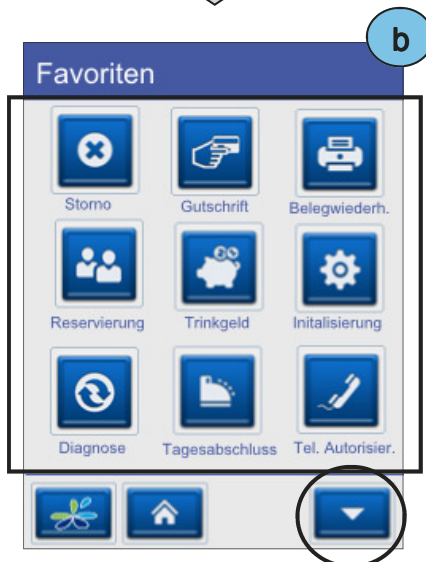 b
Favoriten
Storno Gutschrift Belegwiederh.
Reservierung Trinkgeld Initalisierung
Diagnose Tagesabschluss Tel. Autorisier.